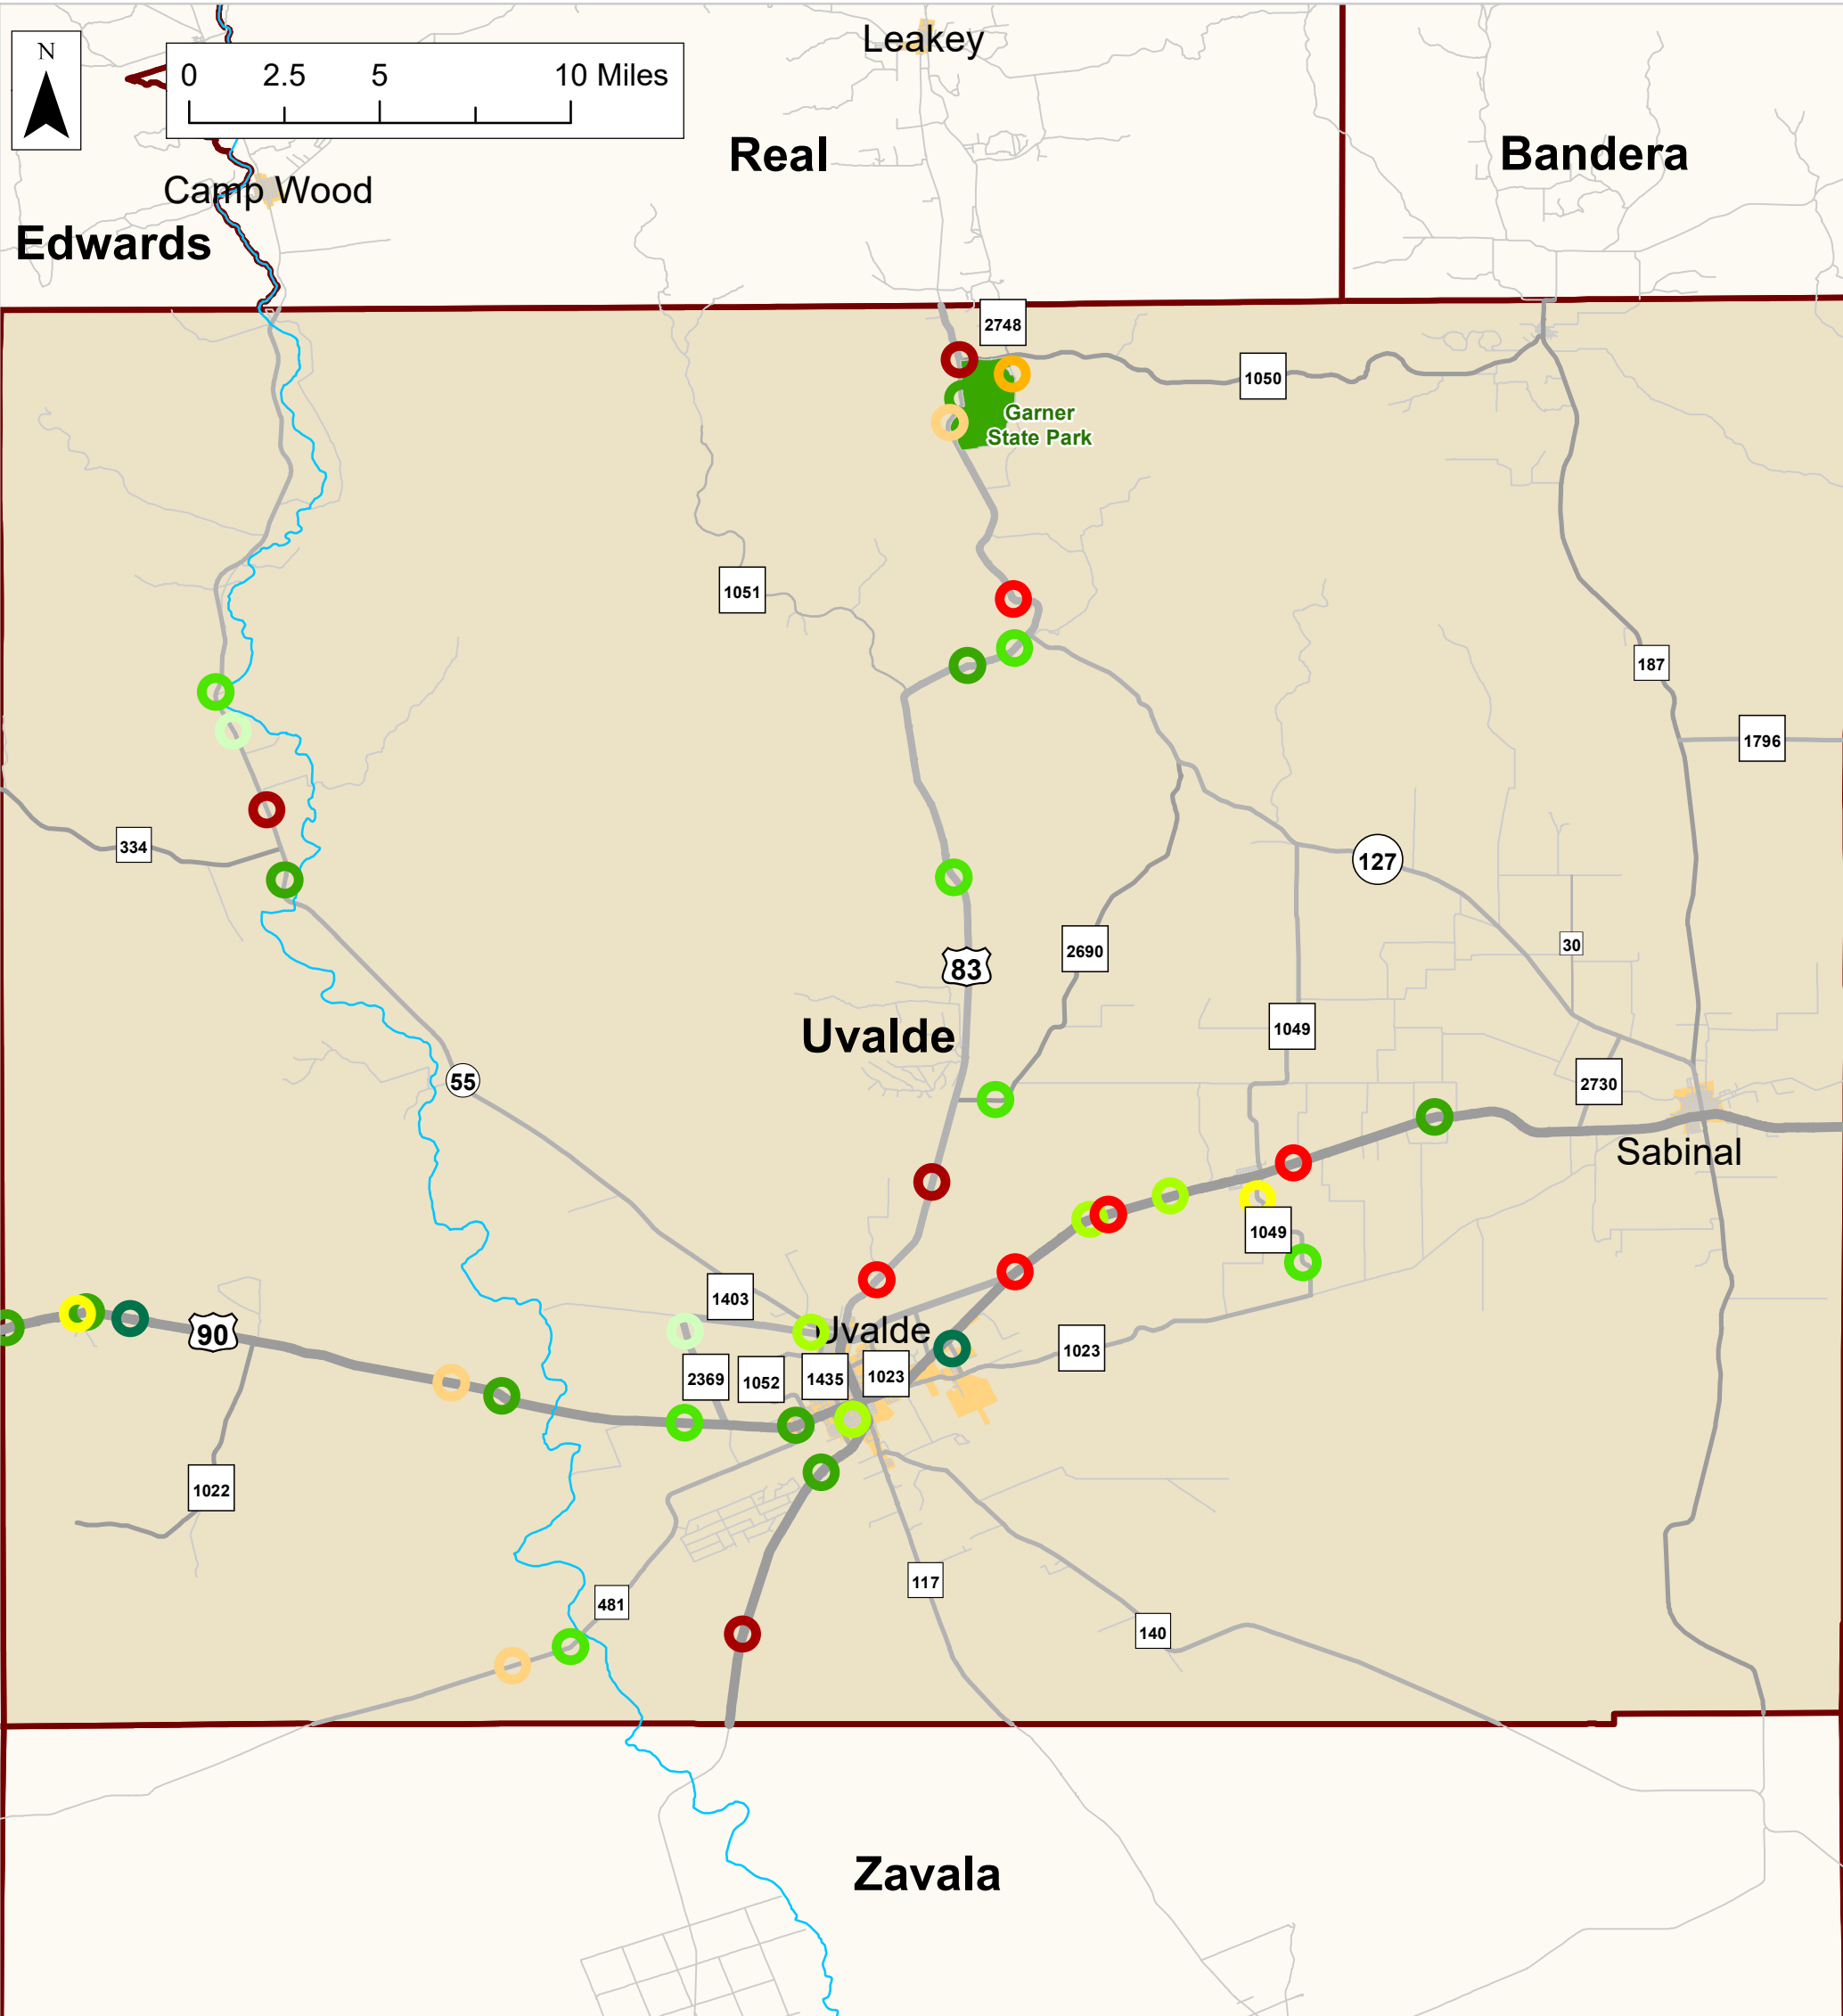 Leakey
N
0 2.5 5 10 Miles
Real
Bandera
Camp Wood
Edwards
2748
1050
Garner
State Park
1051
187
1796
334
127
30
2690
83
1049
Uvalde
55
2730
Sabinal
1049
1403
90
Uvalde
1023
2369
1052
1435
1023
1022
117
481
140
Zavala